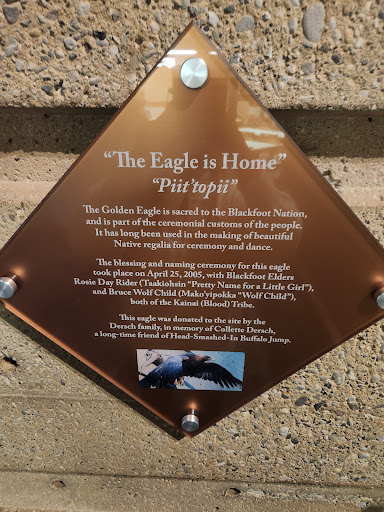 “The Eagle is Home”
“Piit’topii”
The Golden Eagle is sacred to the Blackfoot Nation,
and is part of the ceremonial customs of the people.
It has long been used in the making of beautiful
Native regalia for ceremony and dance.
The blessing and naming ceremony for this eagle
took place on April 25, 2005, with Blackfoot Elders
Rosie Day Rider (Taakiohsin “Pretty Name for a Little Girl”),
and Bruce Wolf Child (Mako’yipokka “Wolf Child”),
both of the Kainai (Blood) Tribe.
This eagle was donated to the site by the
Dersch family, in memory of Collette Dersch,
a long-time friend of Head-Smashed-In Buffalo Jump.